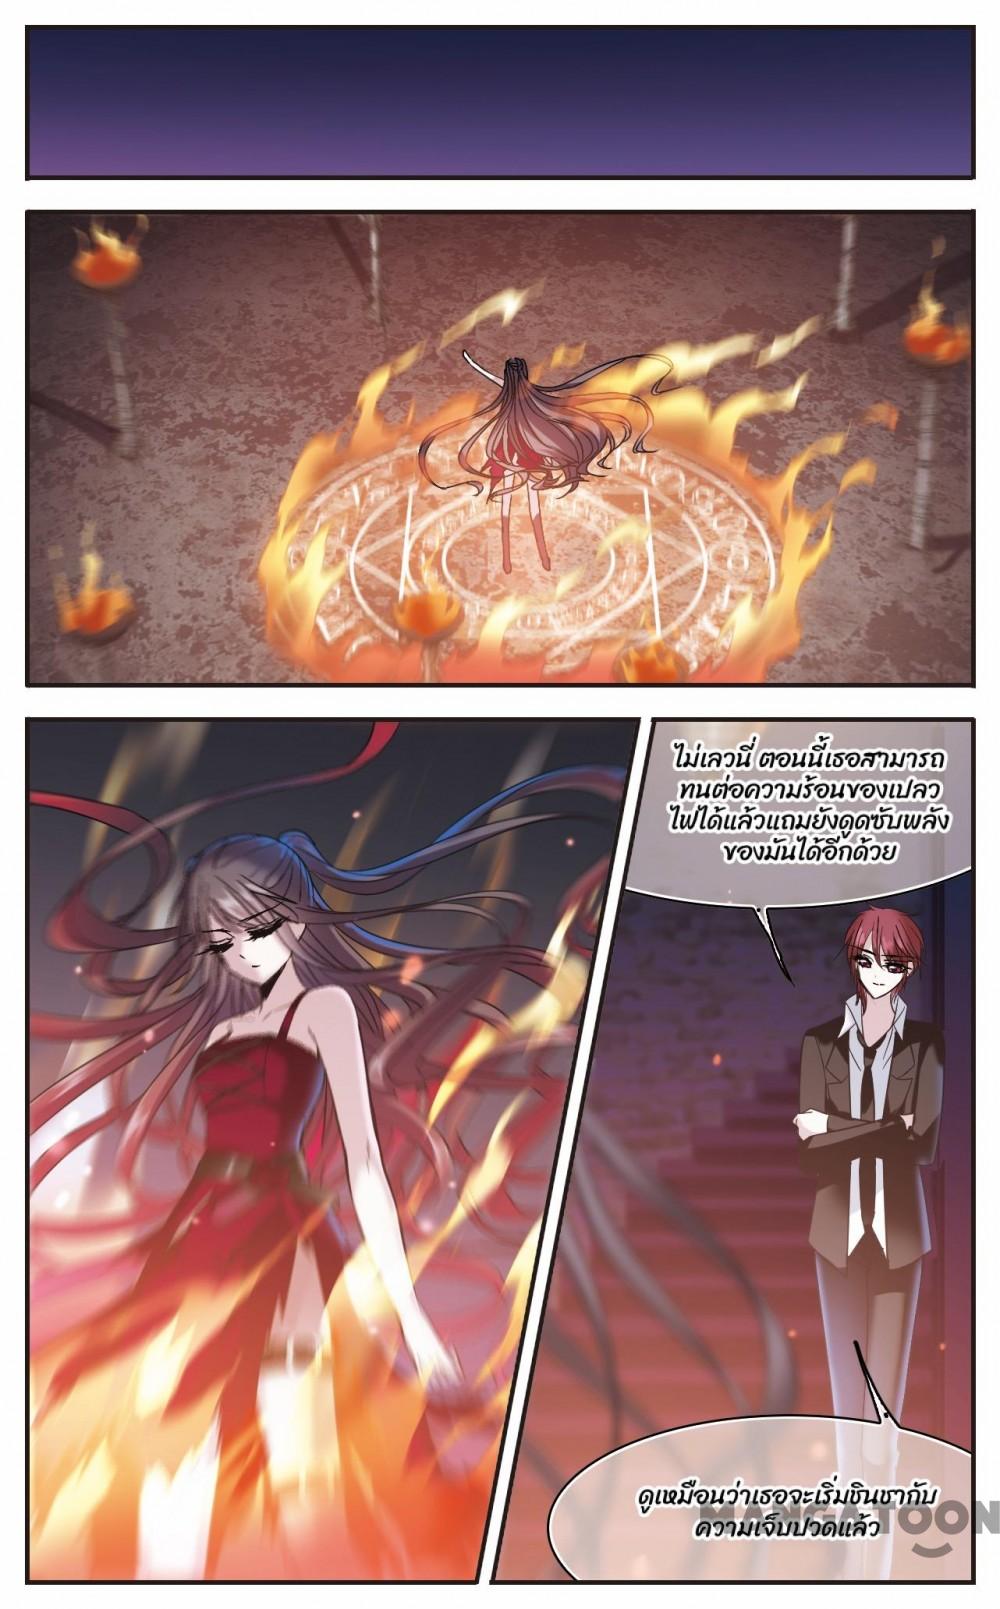 ไม่เลวนี่ ตอนนี้เธอสามารถ
ทนต่อความร้อนของเปลว
ไฟได้แล้วแถมยังดูดซับพลัง
ของมันได้อีกด้วย
ดูเหมือนว่าเธอจะเริ่มชินชากับ
ความเจ็บปวดแล้ว
MANGATOON